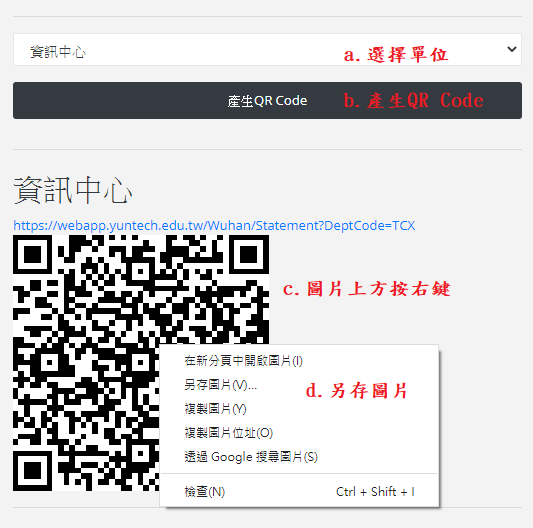 資訊中心 a.選擇單位
產生QR Code b.產生QR Code
資訊中心
https://webapp.yuntech.edu.tw/Wuhan/Statement?DeptCode=TCX
c.圖片上方按右鍵
在新分頁中開啟圖片(I)
另存圖片(V)... d.另存圖片
複製圖片(Y)
複製圖片位址(O)
透過 Google 搜尋圖片(S)
檢查(N) Ctrl + Shift + I